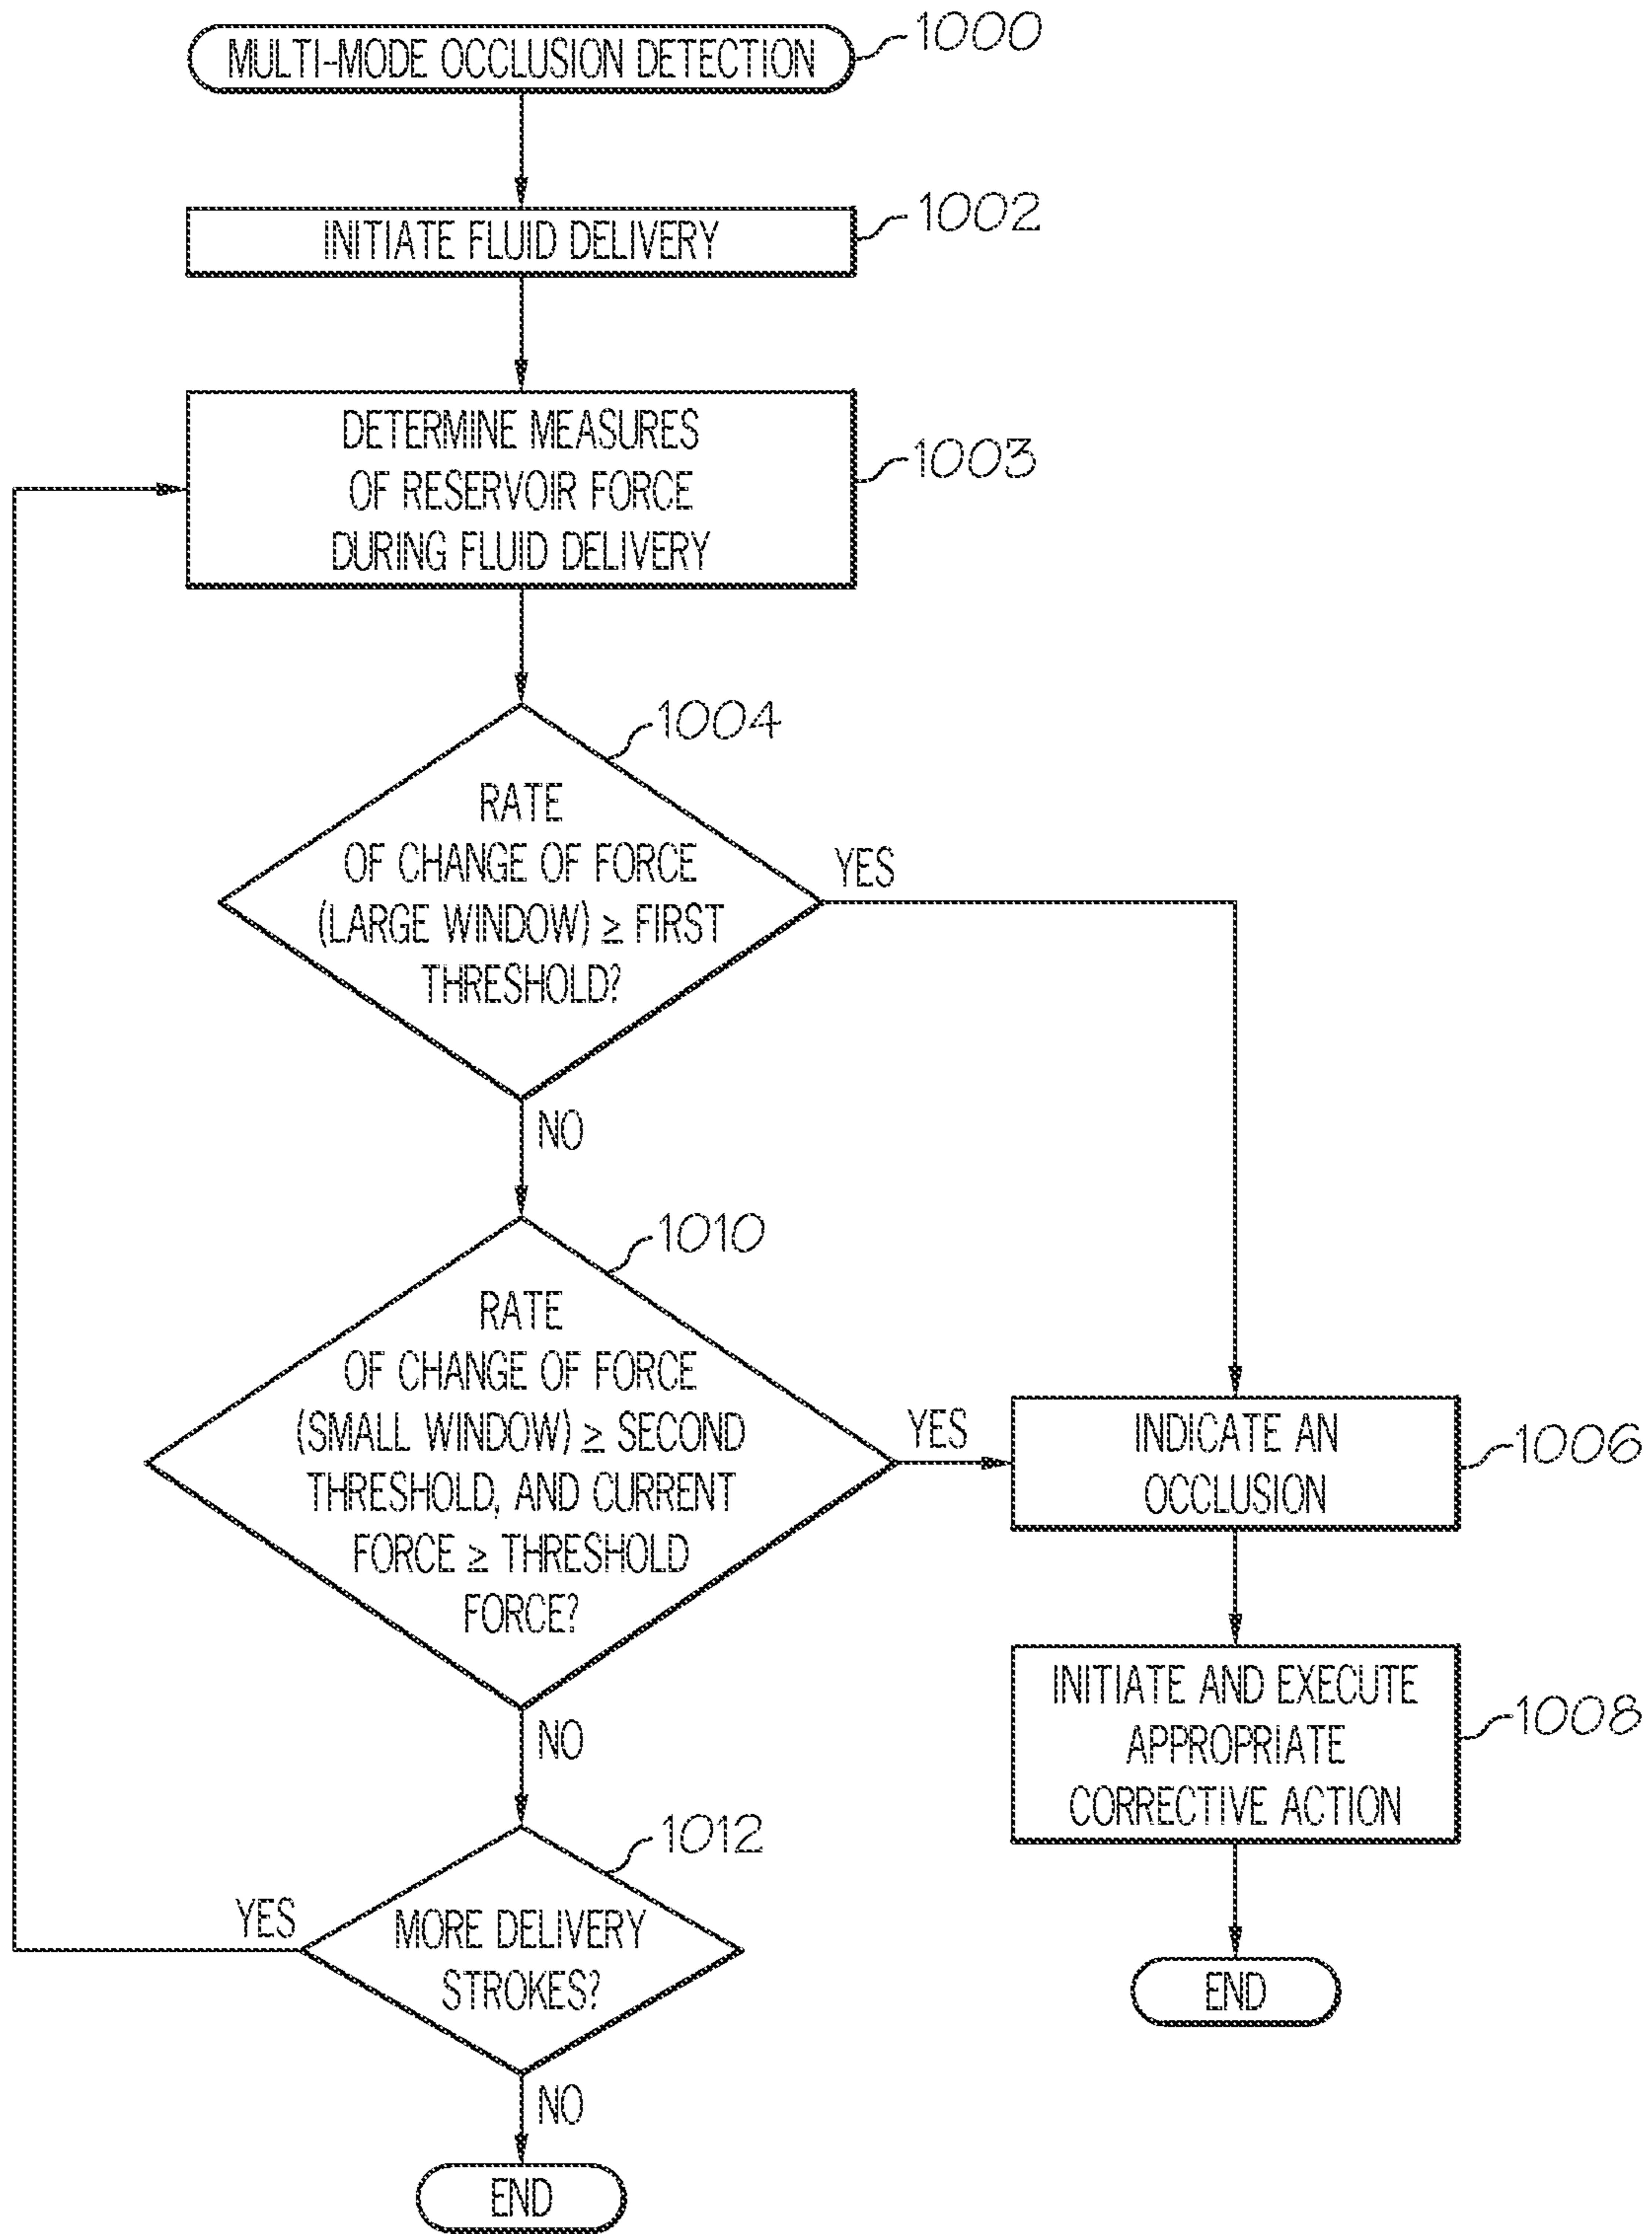 MULTI-MODE OCCLUSION DETECTION
1000
INITIATE FLUID DELIVERY
1002
DETERMINE MEASURES
OF RESERVOIR FORCE
DURING FLUID DELIVERY
1003
1004
RATE
OF CHANGE OF FORCE
(LARGE WINDOW) ≥ FIRST
THRESHOLD?
YES
NO
1010
RATE
OF CHANGE OF FORCE
(SMALL WINDOW) ≥ SECOND
THRESHOLD, AND CURRENT
FORCE ≥ THRESHOLD
FORCE?
YES
NO
INDICATE AN
OCCLUSION
1006
INITIATE AND EXECUTE
APPROPRIATE
CORRECTIVE ACTION
1008
END
1012
MORE DELIVERY
STROKES?
YES
NO
END